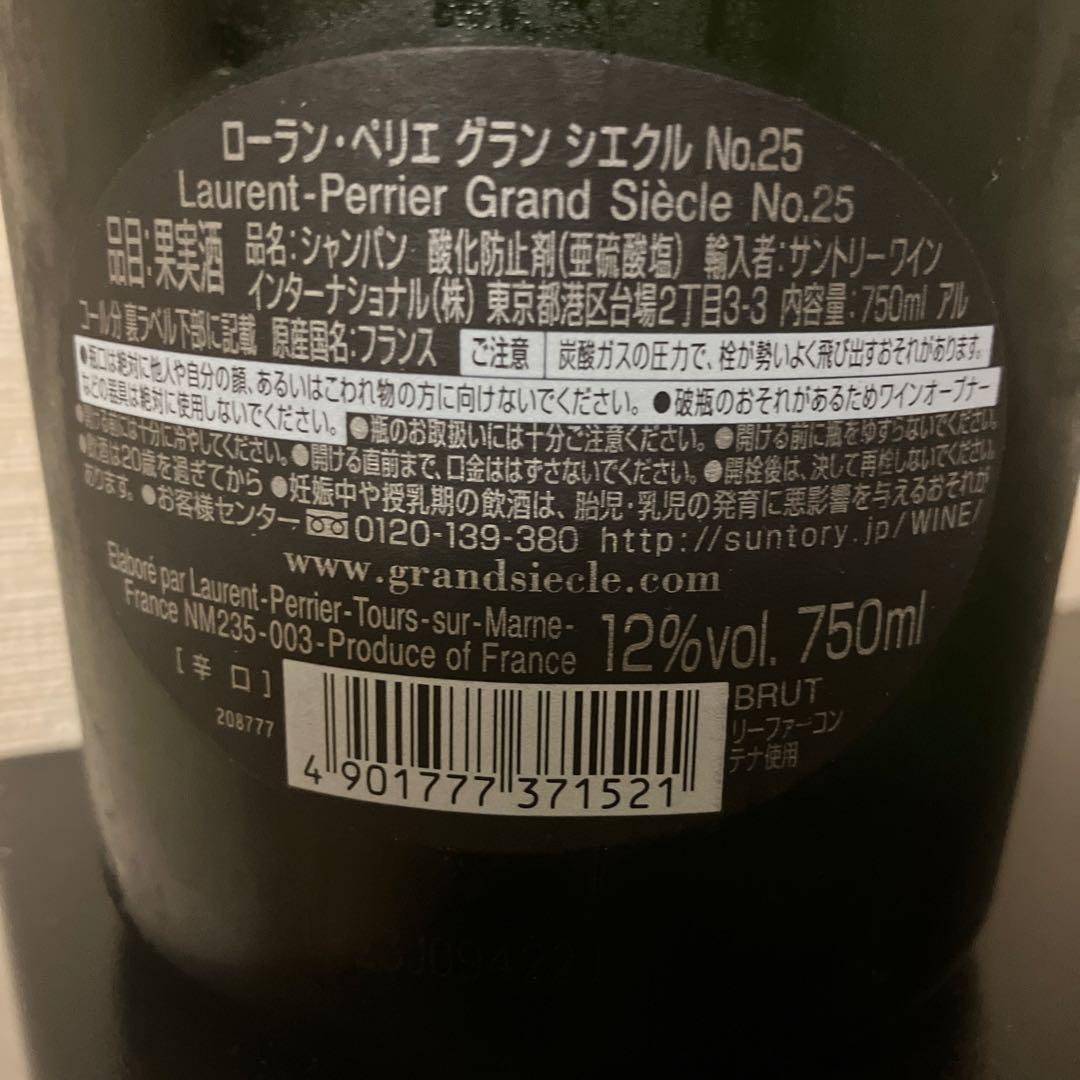 ローラン・ペリエ グラン シエクル No.25
Laurent-Perrier Grand Siècle No.25
品目:果実酒 品名:シャンパン 酸化防止剤(亜硫酸塩) 輸入者:サントリーワイン
インターナショナル(株) 東京都港区台場2丁目3-3 内容量:750ml アル
コール分 裏ラベル下部に記載 原産国名:フランス ご注意 炭酸ガスの圧力で、栓が勢いよく飛び出すおそれがあります。
●瓶口は絶対に他人や自分の顔、あるいはこわれ物の方に向けないでください。 ●破瓶のおそれがあるためワインオープナー
などの器具は絶対に使用しないでください。 ●瓶のお取扱いには十分ご注意ください。 ●開ける前に瓶をゆすらないでください。
●開ける前には十分に冷やしてください。 ●開ける直前まで、口金ははずさないでください。 ●開栓後は、決して再栓しないでください。
●飲酒は20歳を過ぎてから ●妊娠中や授乳期の飲酒は、胎児・乳児の発育に悪影響を与えるおそれが
あります。 ●お客様センター 0120-139-380 http://suntory.jp/WINE/
www.grandsiecle.com
Elaboré par Laurent-Perrier-Tours-sur-Marne-
France NM235-003-Produce of France 12%vol. 750ml
[辛口]
BRUT
208777
リーファーコン
テナ使用
4 901777 371521